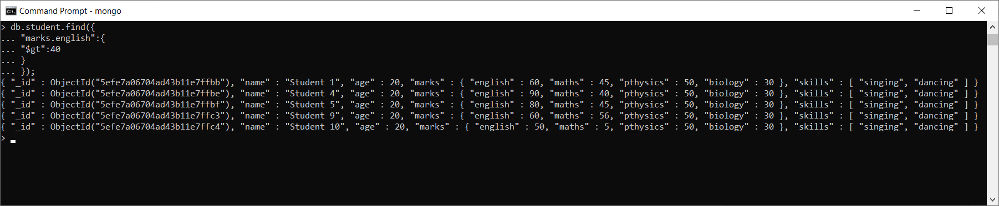 Command Prompt - mongo
> db.student.find({
... "marks.english":{
... "$gt":40
... }
... });
{ "_id" : ObjectId("5efe7a06704ad43b11e7ffbb"), "name" : "Student 1", "age" : 20, "marks" : { "english" : 60, "maths" : 45, "pthysics" : 50, "biology" : 30 }, "skills" : [ "singing", "dancing" ] }
{ "_id" : ObjectId("5efe7a06704ad43b11e7ffbe"), "name" : "Student 4", "age" : 20, "marks" : { "english" : 90, "maths" : 40, "pthysics" : 50, "biology" : 30 }, "skills" : [ "singing", "dancing" ] }
{ "_id" : ObjectId("5efe7a06704ad43b11e7ffbf"), "name" : "Student 5", "age" : 20, "marks" : { "english" : 80, "maths" : 45, "pthysics" : 50, "biology" : 30 }, "skills" : [ "singing", "dancing" ] }
{ "_id" : ObjectId("5efe7a06704ad43b11e7ffc3"), "name" : "Student 9", "age" : 20, "marks" : { "english" : 60, "maths" : 56, "pthysics" : 50, "biology" : 30 }, "skills" : [ "singing", "dancing" ] }
{ "_id" : ObjectId("5efe7a06704ad43b11e7ffc4"), "name" : "Student 10", "age" : 20, "marks" : { "english" : 50, "maths" : 5, "pthysics" : 50, "biology" : 30 }, "skills" : [ "singing", "dancing" ] }
>